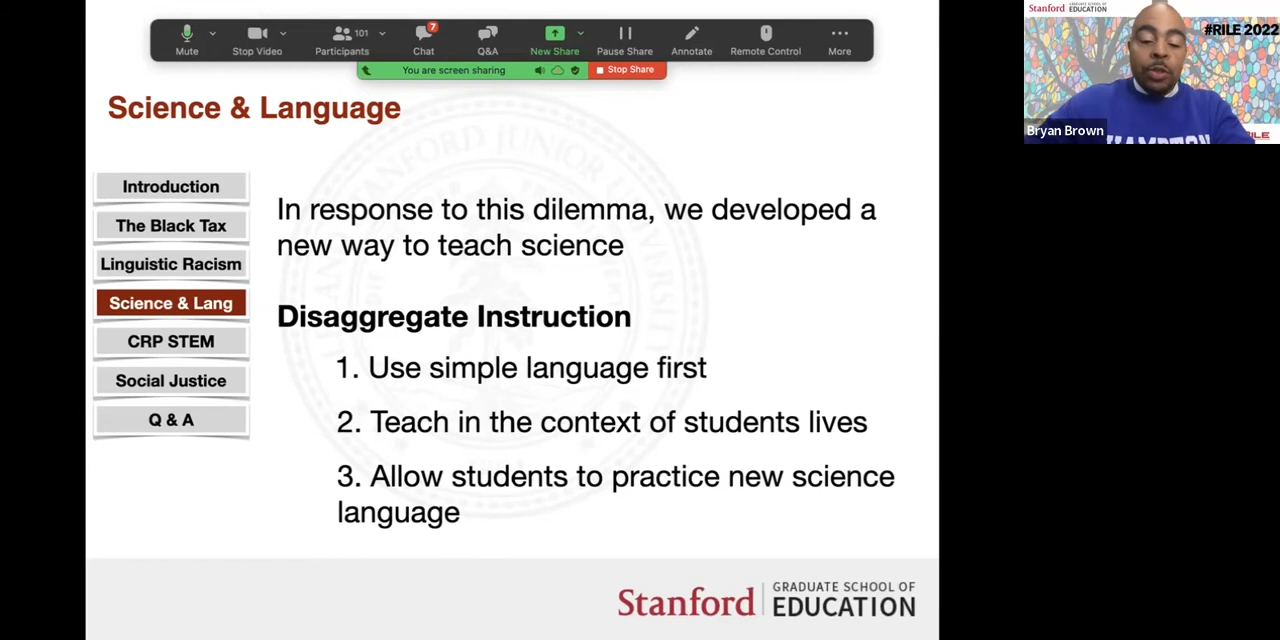 Mute
Stop Video
Participants
101
Chat
7
Q&A
New Share
Pause Share
Annotate
Remote Control
More
You are screen sharing
Stop Share
Science & Language
Introduction
The Black Tax
Linguistic Racism
Science & Lang
CRP STEM
Social Justice
Q & A
In response to this dilemma, we developed a
new way to teach science
Disaggregate Instruction
1. Use simple language first
2. Teach in the context of students lives
3. Allow students to practice new science
language
Stanford
GRADUATE SCHOOL OF
EDUCATION
Stanford
GRADUATE SCHOOL OF
EDUCATION
#RILE 2022
Bryan Brown